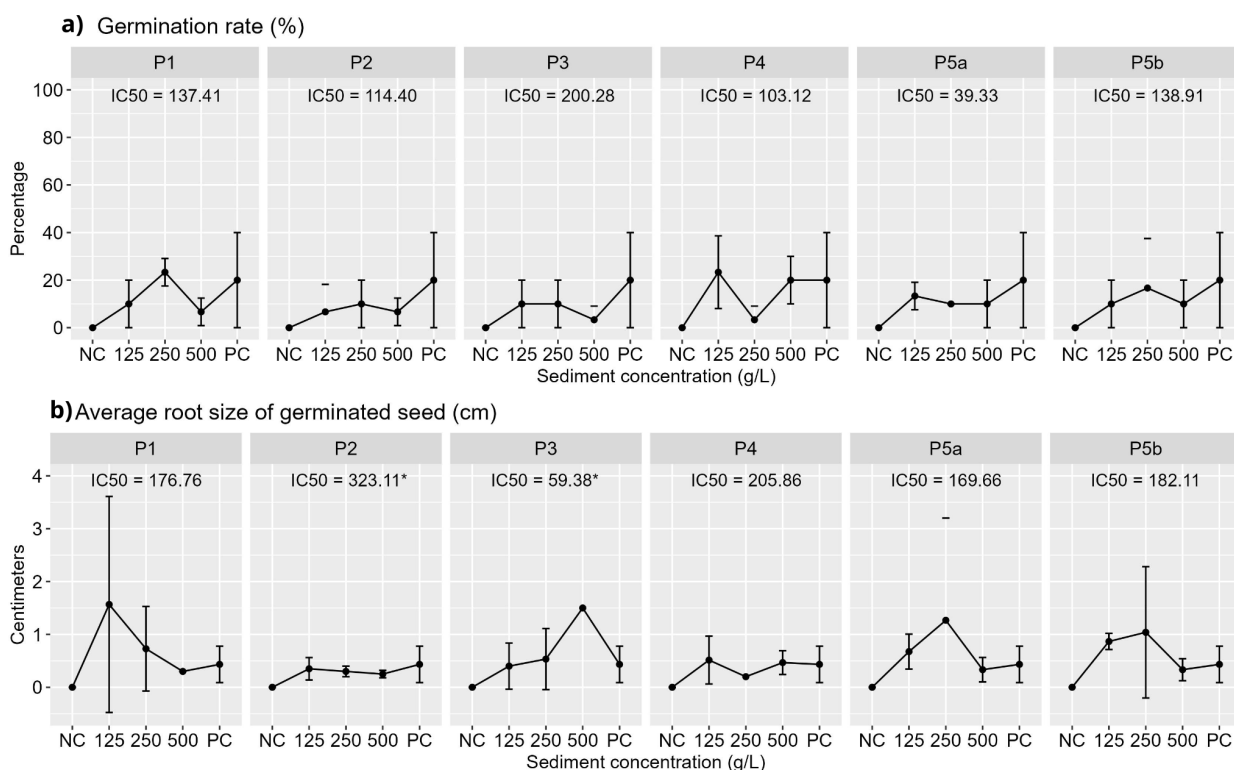 a) Germination rate (%)
P1 P2 P3 P4 P5a P5b
IC50 = 137.41 IC50 = 114.40 IC50 = 200.28 IC50 = 103.12 IC50 = 39.33 IC50 = 138.91
100
80
60
40
20
0
Percentage
NC 125 250 500 PC NC 125 250 500 PC NC 125 250 500 PC NC 125 250 500 PC NC 125 250 500 PC NC 125 250 500 PC
Sediment concentration (g/L)
b) Average root size of germinated seed (cm)
P1 P2 P3 P4 P5a P5b
IC50 = 176.76 IC50 = 323.11* IC50 = 59.38* IC50 = 205.86 IC50 = 169.66 IC50 = 182.11
4
3
2
1
0
Centimeters
NC 125 250 500 PC NC 125 250 500 PC NC 125 250 500 PC NC 125 250 500 PC NC 125 250 500 PC NC 125 250 500 PC
Sediment concentration (g/L)